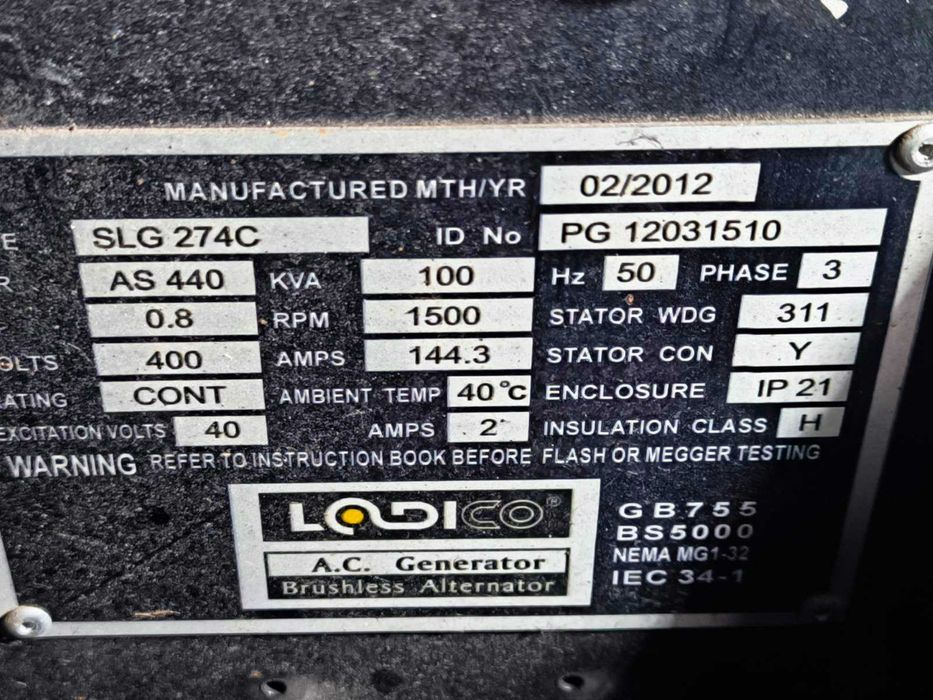 MANUFACTURED MTH/YR 02/2012
E SLG 274C ID No PG 12031510
R AS 440 KVA 100 Hz 50 PHASE 3
0.8 RPM 1500 STATOR WDG 311
OLTS 400 AMPS 144.3 STATOR CON Y
ATING CONT AMBIENT TEMP 40°C ENCLOSURE IP 21
EXCITATION VOLTS 40 AMPS 2 INSULATION CLASS H
WARNING REFER TO INSTRUCTION BOOK BEFORE FLASH OR MEGGER TESTING
LADICO®
A.C. Generator
Brushless Alternator
GB755
BS5000
NEMA MG1-32
IEC 34-1